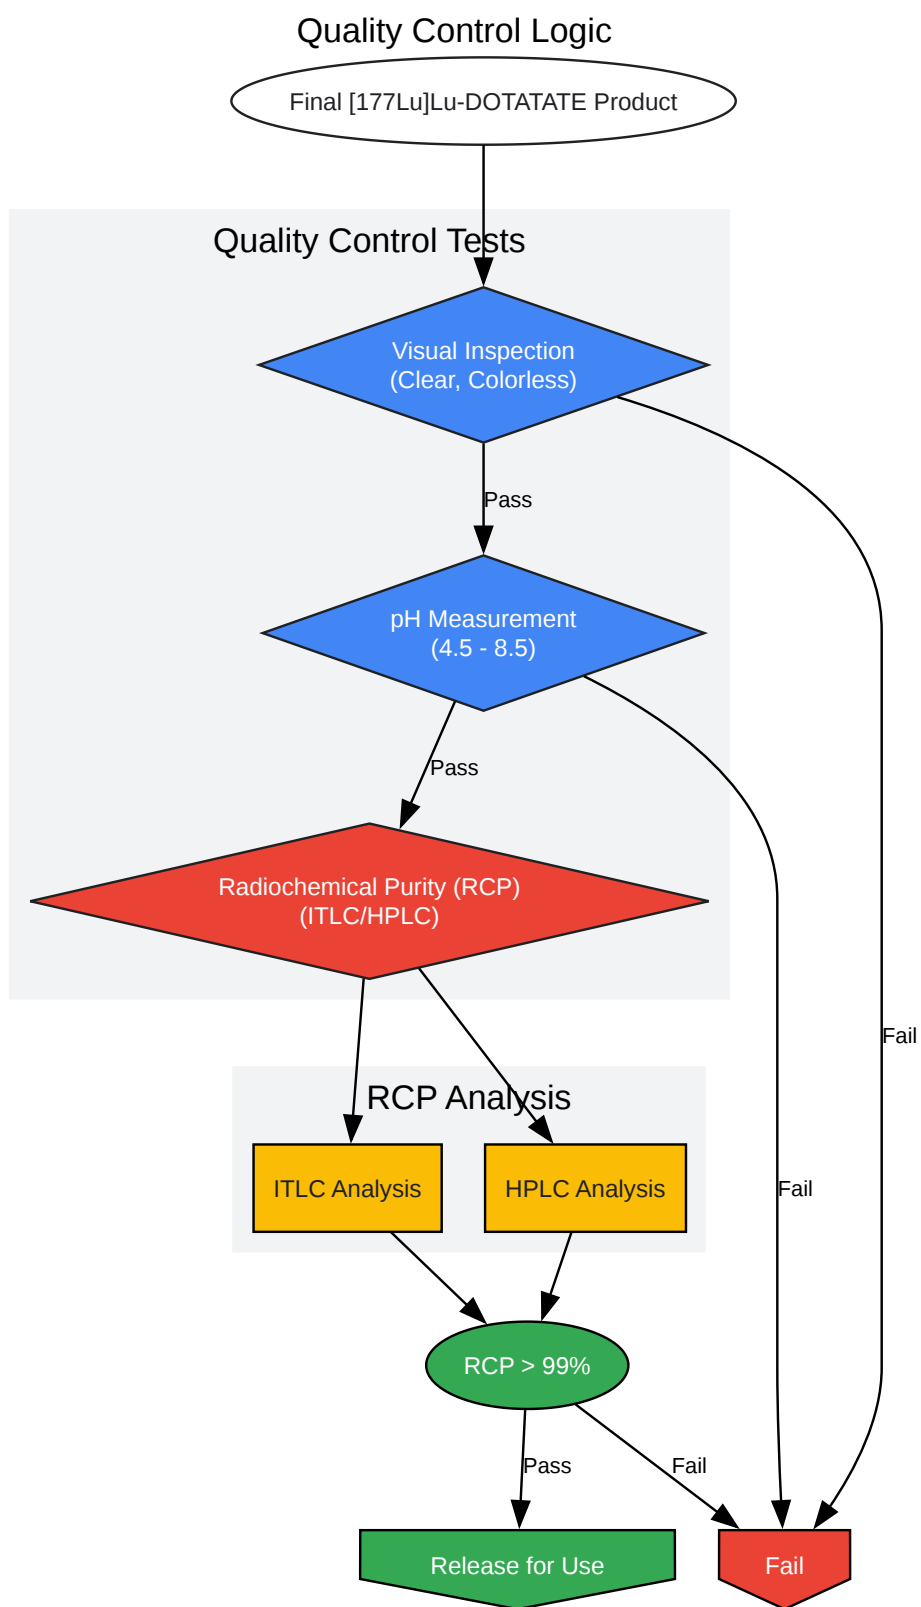 Quality Control Logic
Final [177Lu]Lu-DOTATATE Product
Quality Control Tests
Visual Inspection
(Clear, Colorless)
Pass
pH Measurement
(4.5 - 8.5)
Pass
Radiochemical Purity (RCP)
(ITLC/HPLC)
Fail
RCP Analysis
ITLC Analysis
HPLC Analysis
Fail
RCP > 99%
Pass
Fail
Release for Use
Fail